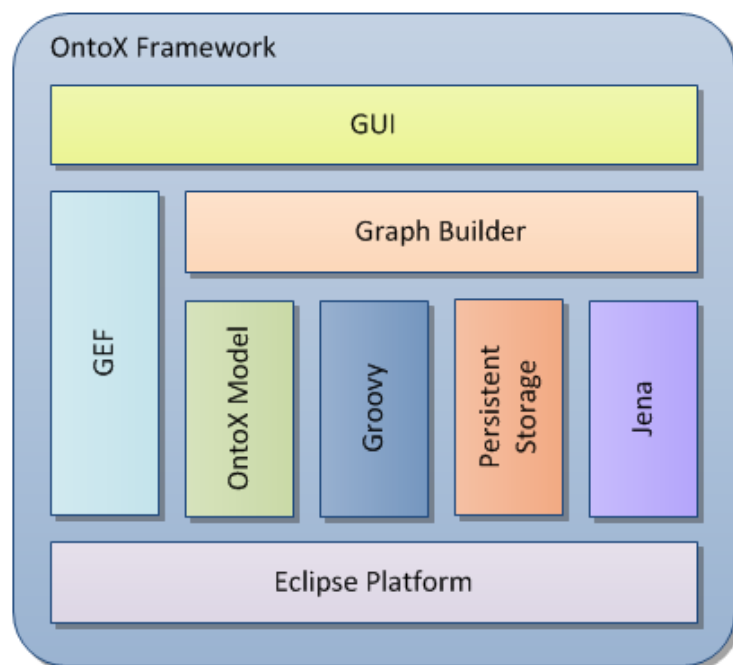 OntoX Framework
GUI
GEF
Graph Builder
OntoX Model
Groovy
Persistent
Storage
Jena
Eclipse Platform